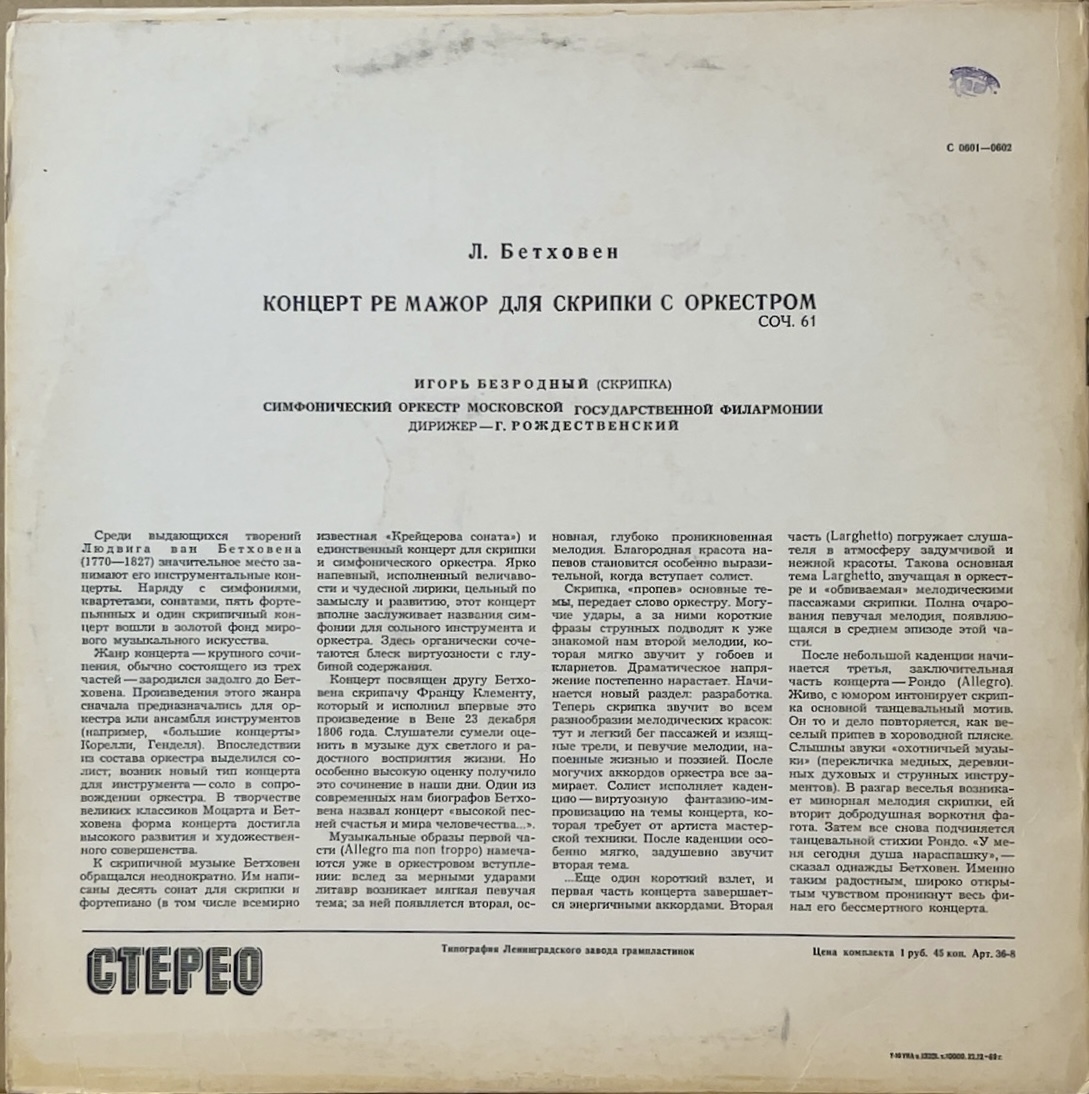 С 0601—0602
Л. Бетховен
КОНЦЕРТ РЕ МАЖОР ДЛЯ СКРИПКИ С ОРКЕСТРОМ
СОЧ. 61
ИГОРЬ БЕЗРОДНЫЙ (СКРИПКА)
СИМФОНИЧЕСКИЙ ОРКЕСТР МОСКОВСКОЙ ГОСУДАРСТВЕННОЙ ФИЛАРМОНИИ
ДИРИЖЕР—Г. РОЖДЕСТВЕНСКИЙ
Среди выдающихся творений
Людвига ван Бетховена
(1770—1827) значительное место за-
нимают его инструментальные кон-
церты. Наряду с симфониями,
квартетами, сонатами, пять форте-
пьянных и один скрипичный кон-
церт вошли в золотой фонд миро-
вого музыкального искусства.
Жанр концерта — крупного сочи-
нения, обычно состоящего из трех
частей — зародился задолго до Бет-
ховена. Произведения этого жанра
сначала предназначались для ор-
кестра или ансамбля инструментов
(например, «большие концерты»
Корелли, Генделя). Впоследствии
из состава оркестра выделился со-
лист; возник новый тип концерта
для инструмента — соло в сопро-
вождении оркестра. В творчестве
великих классиков Моцарта и Бет-
ховена форма концерта достигла
высокого развития и художествен-
ного совершенства.
К скрипичной музыке Бетховен
обращался неоднократно. Им напи-
саны десять сонат для скрипки и
фортепиано (в том числе всемирно
известная «Крейцерова соната») и
единственный концерт для скрипки
и симфонического оркестра. Ярко
напевный, исполненный величаво-
сти и чудесной лирики, цельный по
замыслу и развитию, этот концерт
вполне заслуживает названия сим-
фонии для сольного инструмента и
оркестра. Здесь органически соче-
таются блеск виртуозности с глу-
биной содержания.
Концерт посвящен другу Бетхо-
вена скрипачу Францу Клементу,
который и исполнил впервые это
произведение в Вене 23 декабря
1806 года. Слушатели сумели оце-
нить в музыке дух светлого и ра-
достного восприятия жизни. Но
особенно высокую оценку получило
это сочинение в наши дни. Один из
современных нам биографов Бетхо-
вена назвал концерт «высокой пес-
ней счастья и мира человечества...».
Музыкальные образы первой ча-
сти (Allegro ma non troppo) намеча-
ются уже в оркестровом вступле-
нии: вслед за мерными ударами
литавр возникает мягкая певучая
тема; за ней появляется вторая, ос-
новная, глубоко проникновенная
мелодия. Благородная красота на-
певов становится особенно вырази-
тельной, когда вступает солист.
Скрипка, «пропев» основные те-
мы, передает слово оркестру. Могу-
чие удары, а за ними короткие
фразы струнных подводят к уже
знакомой нам второй мелодии, ко-
торая мягко звучит у гобоев и
кларнетов. Драматическое напря-
жение постепенно нарастает. Начи-
нается новый раздел: разработка.
Теперь скрипка звучит во всем
разнообразии мелодических красок:
тут и легкий бег пассажей и изящ-
ные трели, и певучие мелодии, на-
поенные жизнью и поэзией. После
могучих аккордов оркестра все за-
мирает. Солист исполняет каден-
цию — виртуозную фантазию-им-
провизацию на темы концерта, ко-
торая требует от артиста мастер-
ской техники. После каденции осо-
бенно мягко, задушевно звучит
вторая тема.
...Еще один короткий взлет, и
первая часть концерта завершает-
ся энергичными аккордами. Вторая
часть (Larghetto) погружает слуша-
теля в атмосферу задумчивой и
нежной красоты. Такова основная
тема Larghetto, звучащая в оркест-
ре и «обвиваемая» мелодическими
пассажами скрипки. Полна очаро-
вания певучая мелодия, появляю-
щаяся в среднем эпизоде этой ча-
сти.
После небольшой каденции начи-
нается третья, заключительная
часть концерта — Рондо (Allegro).
Живо, с юмором интонирует скрип-
ка основной танцевальный мотив.
Он то и дело повторяется, как ве-
селый припев в хороводной пляске.
Слышны звуки «охотничьей музы-
ки» (перекличка медных, деревян-
ных духовых и струнных инстру-
ментов). В разгар веселья возника-
ет минорная мелодия скрипки, ей
вторит добродушная воркотня фа-
гота. Затем все снова подчиняется
танцевальной стихии Рондо. «У ме-
ня сегодня душа нараспашку», —
сказал однажды Бетховен. Именно
таким радостным, широко откры-
тым чувством проникнут весь фи-
нал его бессмертного концерта.
СТЕРЕО
Типография Ленинградского завода грампластинок
Цена комплекта 1 руб. 45 коп. Арт. 36-8